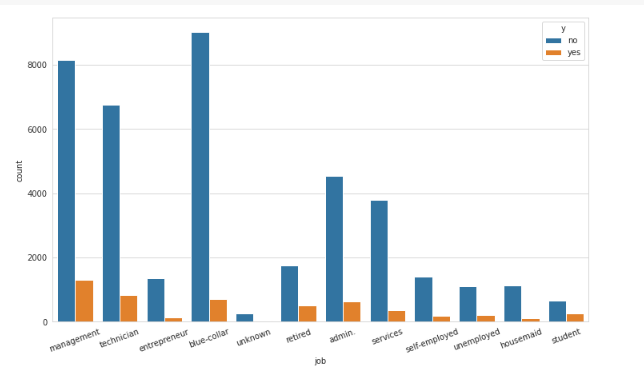 y
no
yes
8000
6000
4000
2000
0
count
management
technician
entrepreneur
blue-collar
unknown
retired
admin.
services
self-employed
unemployed
housemaid
student
job